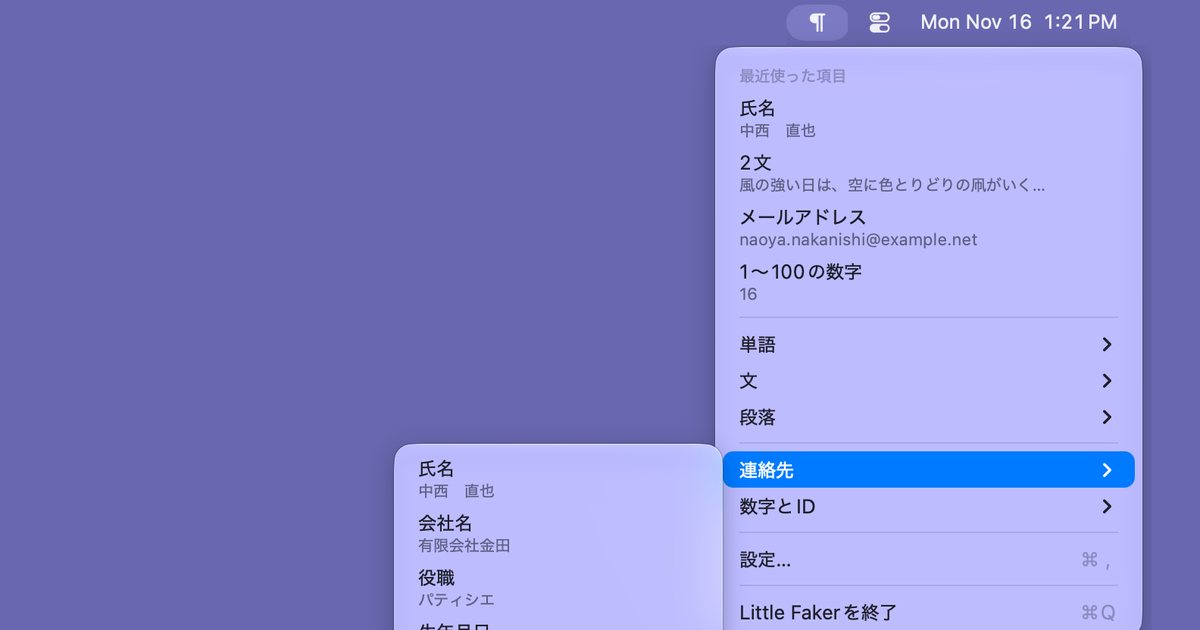 ¶ Mon Nov 16 1:21 PM
最近使った項目
氏名
中西　直也
2文
風の強い日は、空に色とりどりの凧がいく...
メールアドレス
naoya.nakanishi@example.net
1〜100の数字
16
単語
文
段落
連絡先
数字とID
設定... ⌘ ,
Little Fakerを終了 ⌘Q
氏名
中西　直也
会社名
有限会社金田
役職
パティシエ
生年月日